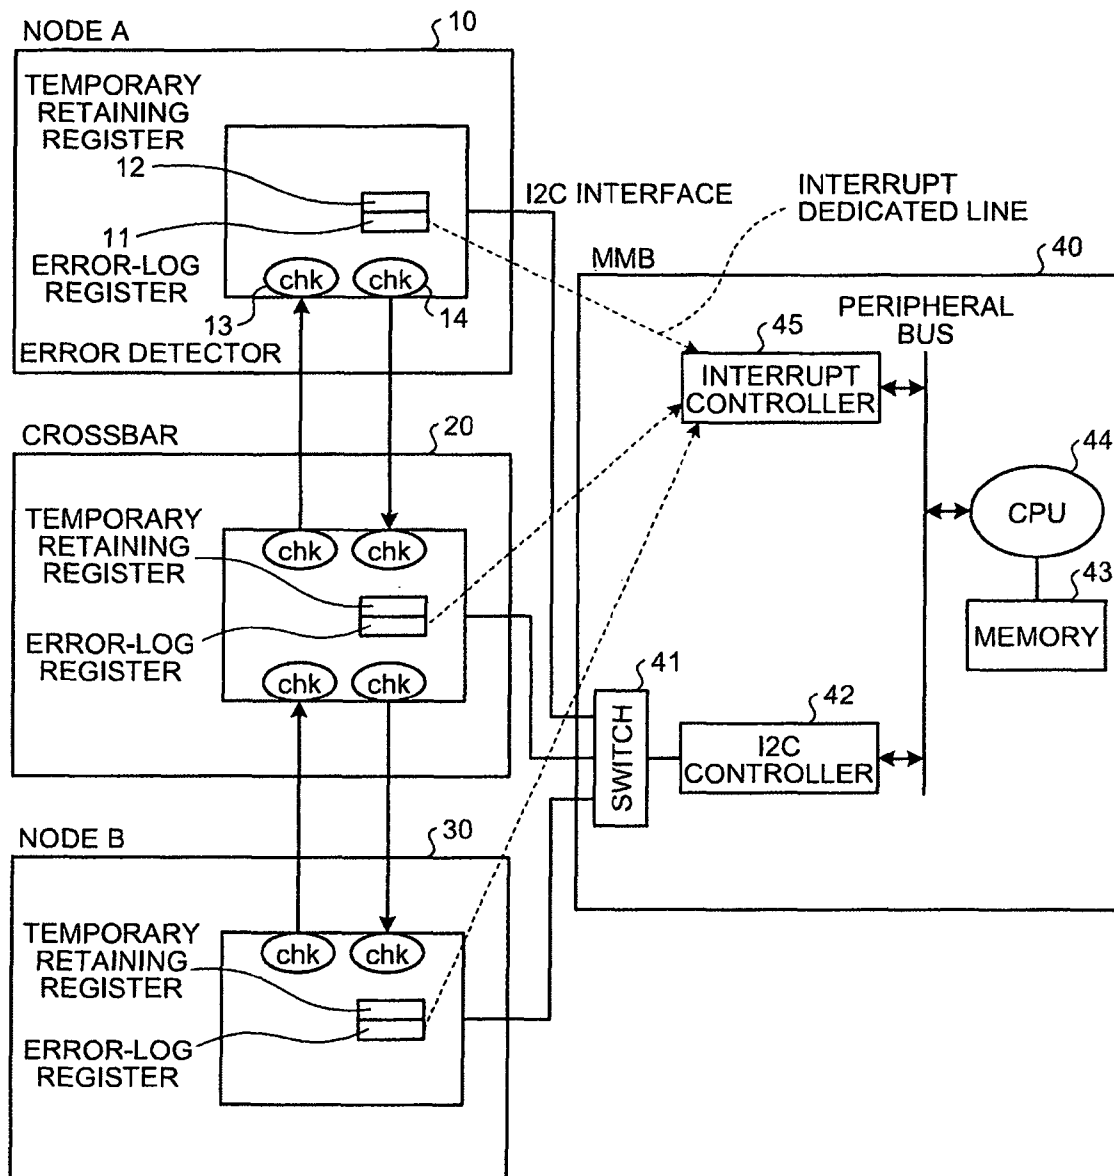 NODE A
10
TEMPORARY
RETAINING
REGISTER
12
11
ERROR-LOG
REGISTER
chk
chk
13
14
ERROR DETECTOR
I2C INTERFACE
INTERRUPT
DEDICATED LINE
MMB
40
PERIPHERAL
BUS
45
INTERRUPT
CONTROLLER
44
CPU
43
MEMORY
41
SWITCH
42
I2C
CONTROLLER
CROSSBAR
20
TEMPORARY
RETAINING
REGISTER
chk
chk
ERROR-LOG
REGISTER
chk
chk
NODE B
30
TEMPORARY
RETAINING
REGISTER
chk
chk
ERROR-LOG
REGISTER